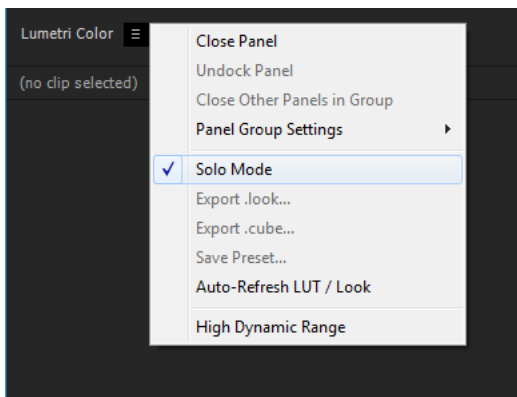 Lumetri Color
(no clip selected)
Close Panel
Undock Panel
Close Other Panels in Group
Panel Group Settings
Solo Mode
Export .look...
Export .cube...
Save Preset...
Auto-Refresh LUT / Look
High Dynamic Range